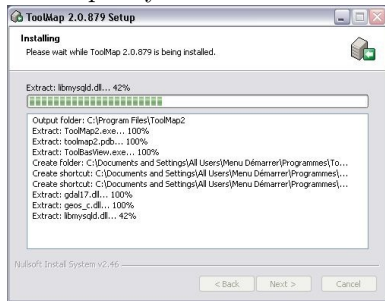 ToolMap 2.0.879 Setup
Installing
Please wait while ToolMap 2.0.879 is being installed.
Extract: libmysqld.dll... 42%
Output folder: C:\Program Files\ToolMap2
Extract: ToolMap2.exe... 100%
Extract: toolmap2.pdb... 100%
Extract: ToolBasView.exe... 100%
Create folder: C:\Documents and Settings\All Users\Menu Démarrer\Programmes\To...
Create shortcut: C:\Documents and Settings\All Users\Menu Démarrer\Programmes\...
Create shortcut: C:\Documents and Settings\All Users\Menu Démarrer\Programmes\...
Extract: gdal17.dll... 100%
Extract: geos_c.dll... 100%
Extract: libmysqld.dll... 42%
Nullsoft Install System v2.46
< Back Next > Cancel